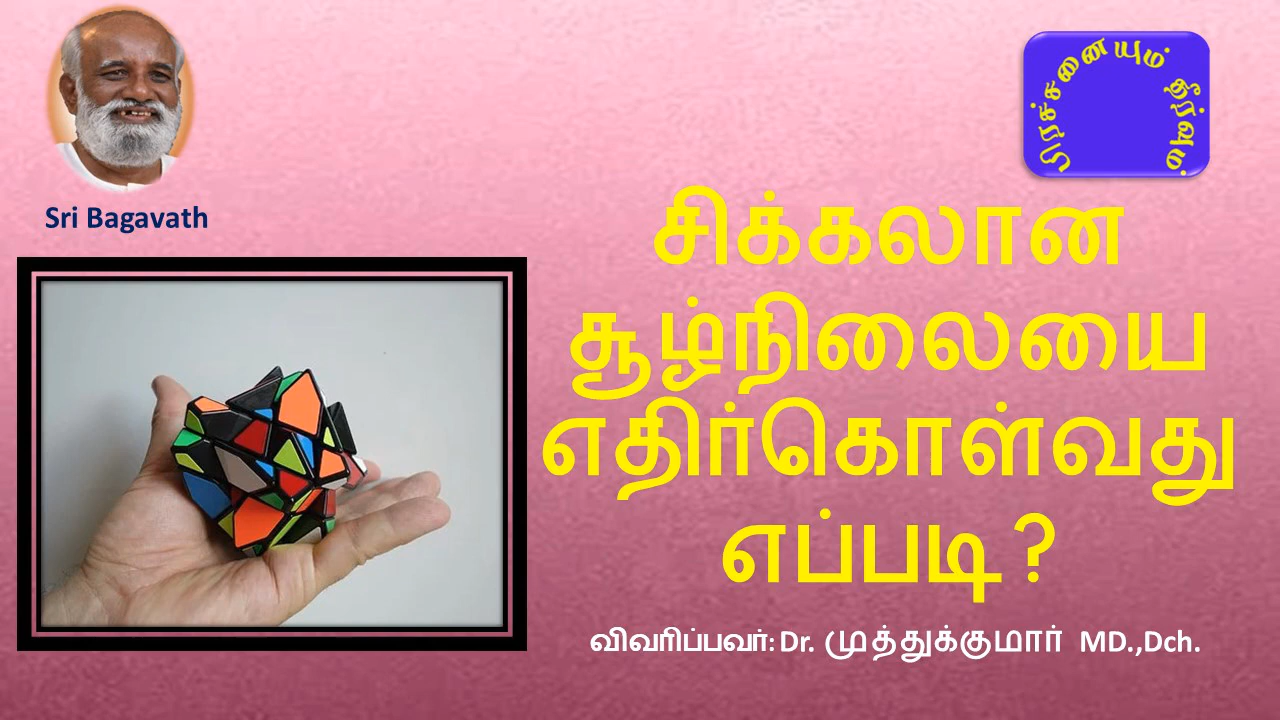 பிரச்சனையும் தீர்வும்
Sri Bagavath
சிக்கலான
சூழ்நிலையை
எதிர்கொள்வது
எப்படி?
விவரிப்பவர்: Dr. முத்துக்குமார் MD.,Dch.